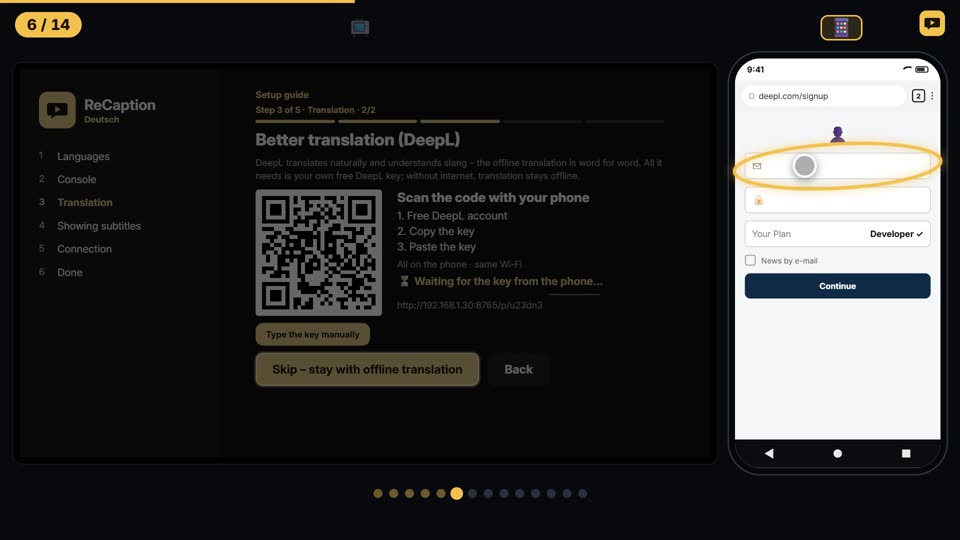 6 / 14
ReCaption
Deutsch
1 Languages
2 Console
3 Translation
4 Showing subtitles
5 Connection
6 Done
Setup guide
Step 3 of 5 · Translation · 2/2
Better translation (DeepL)
DeepL translates naturally and understands slang – the offline translation is word for word. All it
needs is your own free DeepL key; without internet, translation stays offline.
Scan the code with your phone
1. Free DeepL account
2. Copy the key
3. Paste the key
All on the phone · same Wi-Fi
Waiting for the key from the phone...
http://192.168.1.30:8765/p/u23dn3
Type the key manually
Skip – stay with offline translation
Back
9:41
deepl.com/signup
2
Your Plan
Developer ✓
News by e-mail
Continue